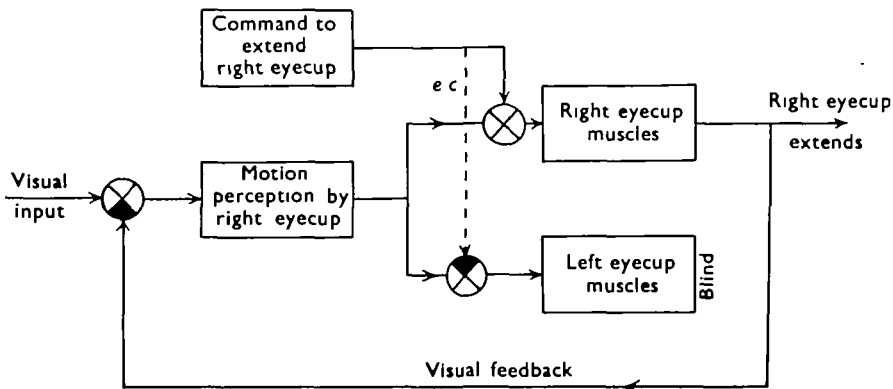 Command to
extend
right eyecup
e c
Right eyecup
muscles
Right eyecup
extends
Visual
input
Motion
perception by
right eyecup
Left eyecup
muscles
Blind
Visual feedback